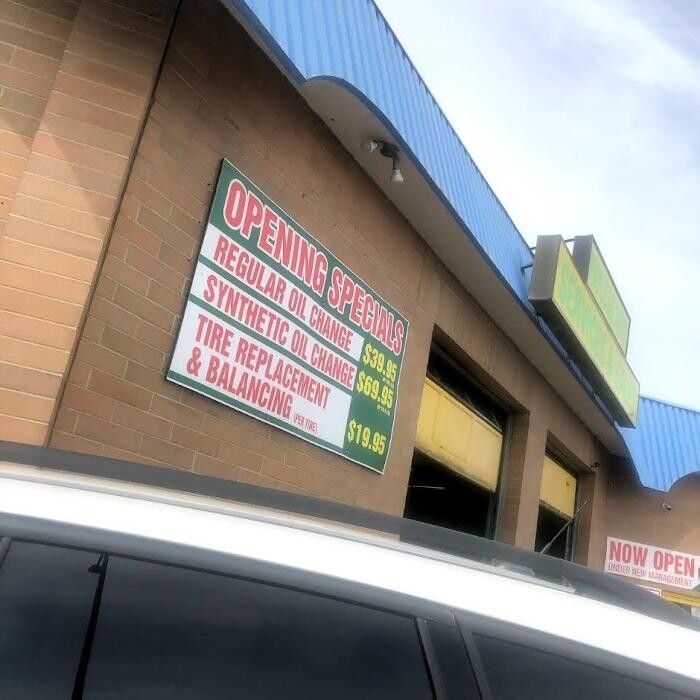 OPENING SPECIALS
REGULAR OIL CHANGE $39.95
SYNTHETIC OIL CHANGE $69.95
TIRE REPLACEMENT
& BALANCING (PER TIRE) $19.95
NOW OPEN
UNDER NEW MANAGEMENT